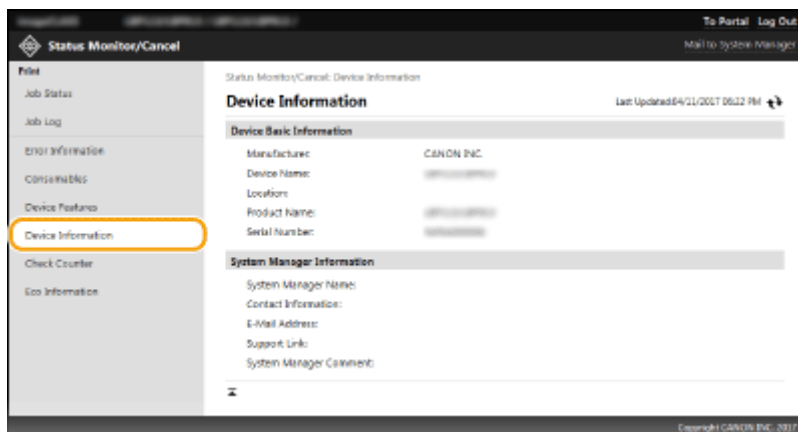 To Portal Log Out
Status Monitor/Cancel
Mail to System Manager
Print
Job Status
Job Log
Error Information
Consumables
Device Features
Device Information
Check Counter
Eco Information
Status Monitor/Cancel: Device Information
Device Information
Last Updated:04/11/2017 06:22 PM
Device Basic Information
Manufacturer: CANON INC.
Device Name:
Location:
Product Name:
Serial Number:
System Manager Information
System Manager Name:
Contact Information:
E-Mail Address:
Support Link:
System Manager Comment:
Copyright CANON INC. 2017